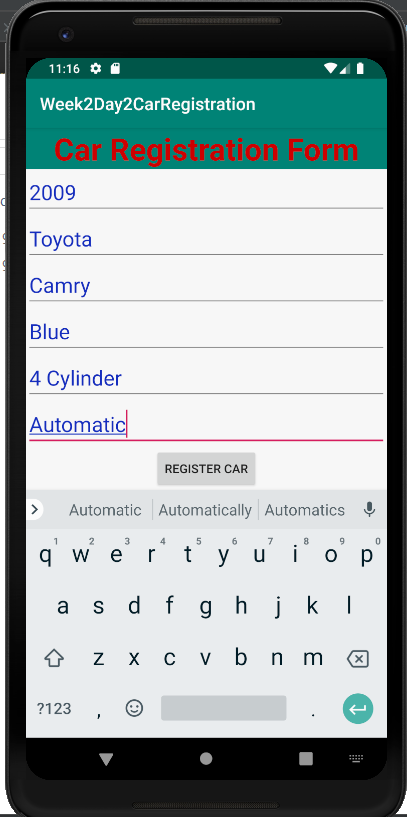 11:16
Week2Day2CarRegistration
Car Registration Form
2009
Toyota
Camry
Blue
4 Cylinder
Automatic
REGISTER CAR
Automatic Automatically Automatics
1 2 3 4 5 6 7 8 9 0
q w e r t y u i o p
a s d f g h j k l
z x c v b n m
?123 , .